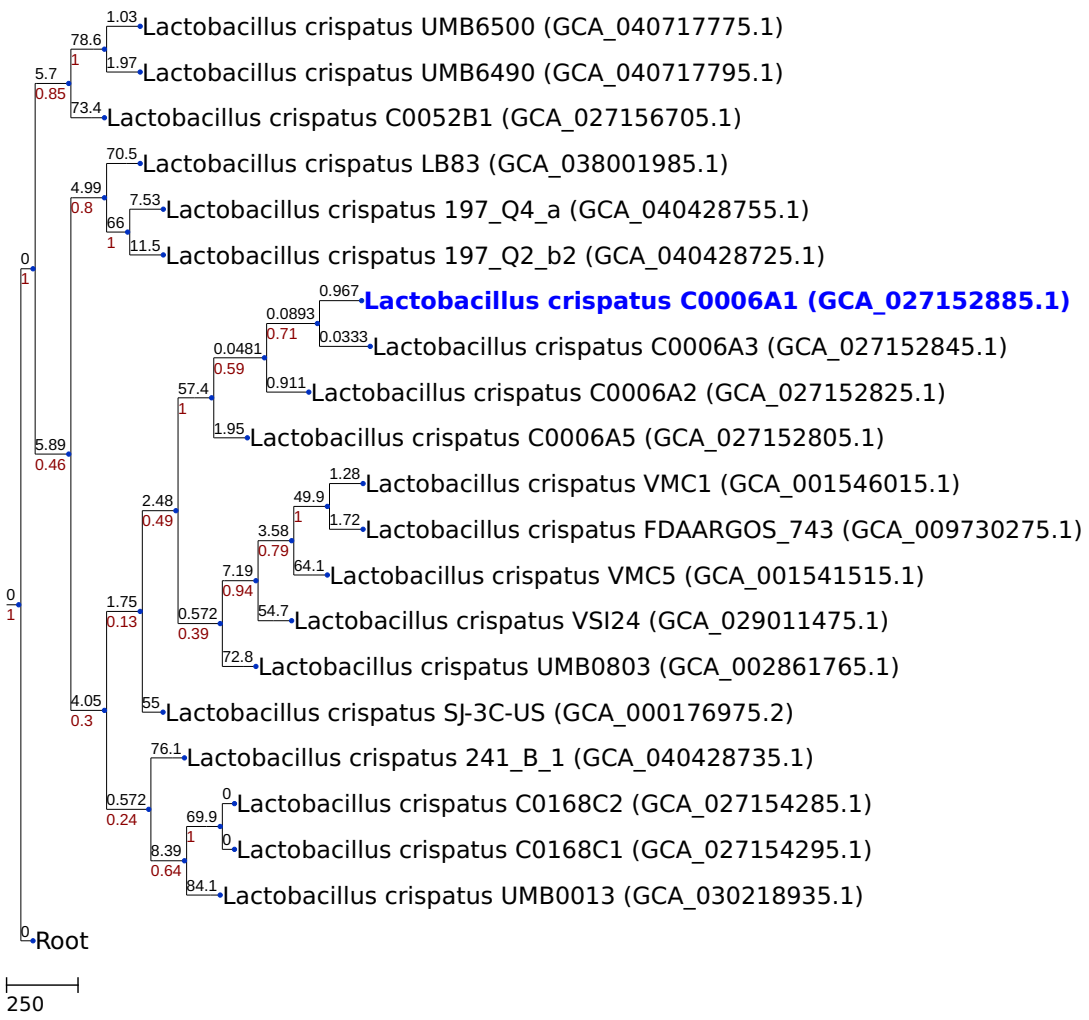 1.03
Lactobacillus crispatus UMB6500 (GCA_040717775.1)
78.6
1
1.97
Lactobacillus crispatus UMB6490 (GCA_040717795.1)
5.7
0.85
73.4
Lactobacillus crispatus C0052B1 (GCA_027156705.1)
70.5
Lactobacillus crispatus LB83 (GCA_038001985.1)
4.99
0.8
7.53
Lactobacillus crispatus 197_Q4_a (GCA_040428755.1)
66
1
11.5
Lactobacillus crispatus 197_Q2_b2 (GCA_040428725.1)
0
1
0.967
Lactobacillus crispatus C0006A1 (GCA_027152885.1)
0.0893
0.71
0.0333
Lactobacillus crispatus C0006A3 (GCA_027152845.1)
0.0481
0.59
0.911
Lactobacillus crispatus C0006A2 (GCA_027152825.1)
57.4
1
1.95
Lactobacillus crispatus C0006A5 (GCA_027152805.1)
5.89
0.46
1.28
Lactobacillus crispatus VMC1 (GCA_001546015.1)
49.9
1
2.48
0.49
1.72
Lactobacillus crispatus FDAARGOS_743 (GCA_009730275.1)
3.58
0.79
64.1
Lactobacillus crispatus VMC5 (GCA_001541515.1)
7.19
0.94
0
1
1.75
0.13
0.572
0.39
54.7
Lactobacillus crispatus VSI24 (GCA_029011475.1)
72.8
Lactobacillus crispatus UMB0803 (GCA_002861765.1)
4.05
0.3
55
Lactobacillus crispatus SJ-3C-US (GCA_000176975.2)
76.1
Lactobacillus crispatus 241_B_1 (GCA_040428735.1)
0.572
0.24
0
Lactobacillus crispatus C0168C2 (GCA_027154285.1)
69.9
1
0
Lactobacillus crispatus C0168C1 (GCA_027154295.1)
8.39
0.64
84.1
Lactobacillus crispatus UMB0013 (GCA_030218935.1)
0
Root
250